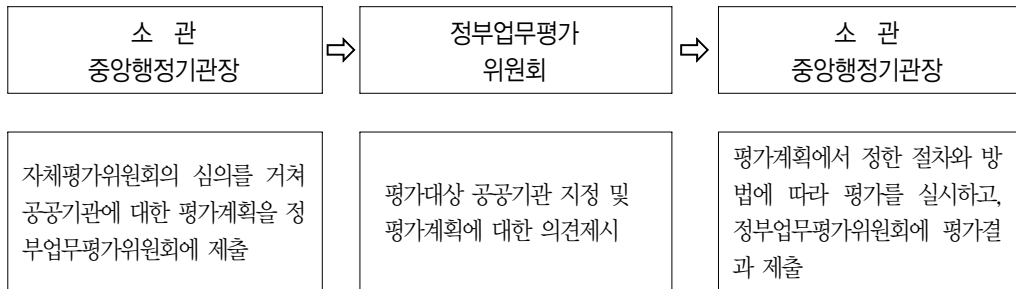 소 관
중앙행정기관장
⇨
정부업무평가
위원회
⇨
소 관
중앙행정기관장
자체평가위원회의 심의를 거쳐
공공기관에 대한 평가계획을 정
부업무평가위원회에 제출
평가대상 공공기관 지정 및
평가계획에 대한 의견제시
평가계획에서 정한 절차와 방
법에 따라 평가를 실시하고,
정부업무평가위원회에 평가결
과 제출